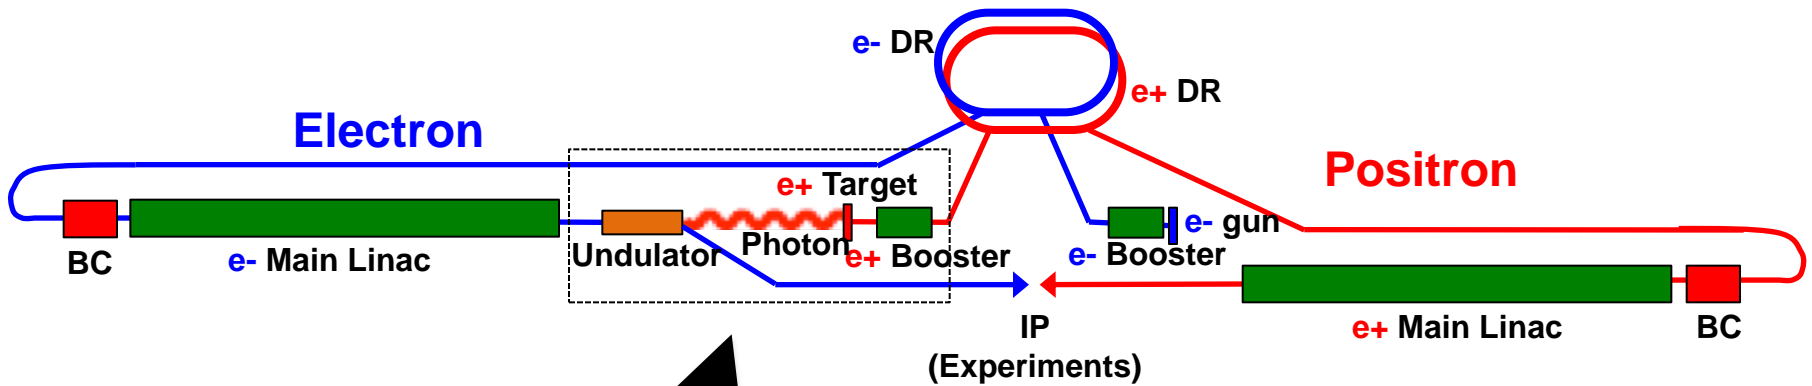 e- DR
e+ DR
Electron
Positron
e+ Target
e- gun
Photon
Undulator
e+ Booster
e- Booster
BC
e- Main Linac
IP
(Experiments)
e+ Main Linac
BC